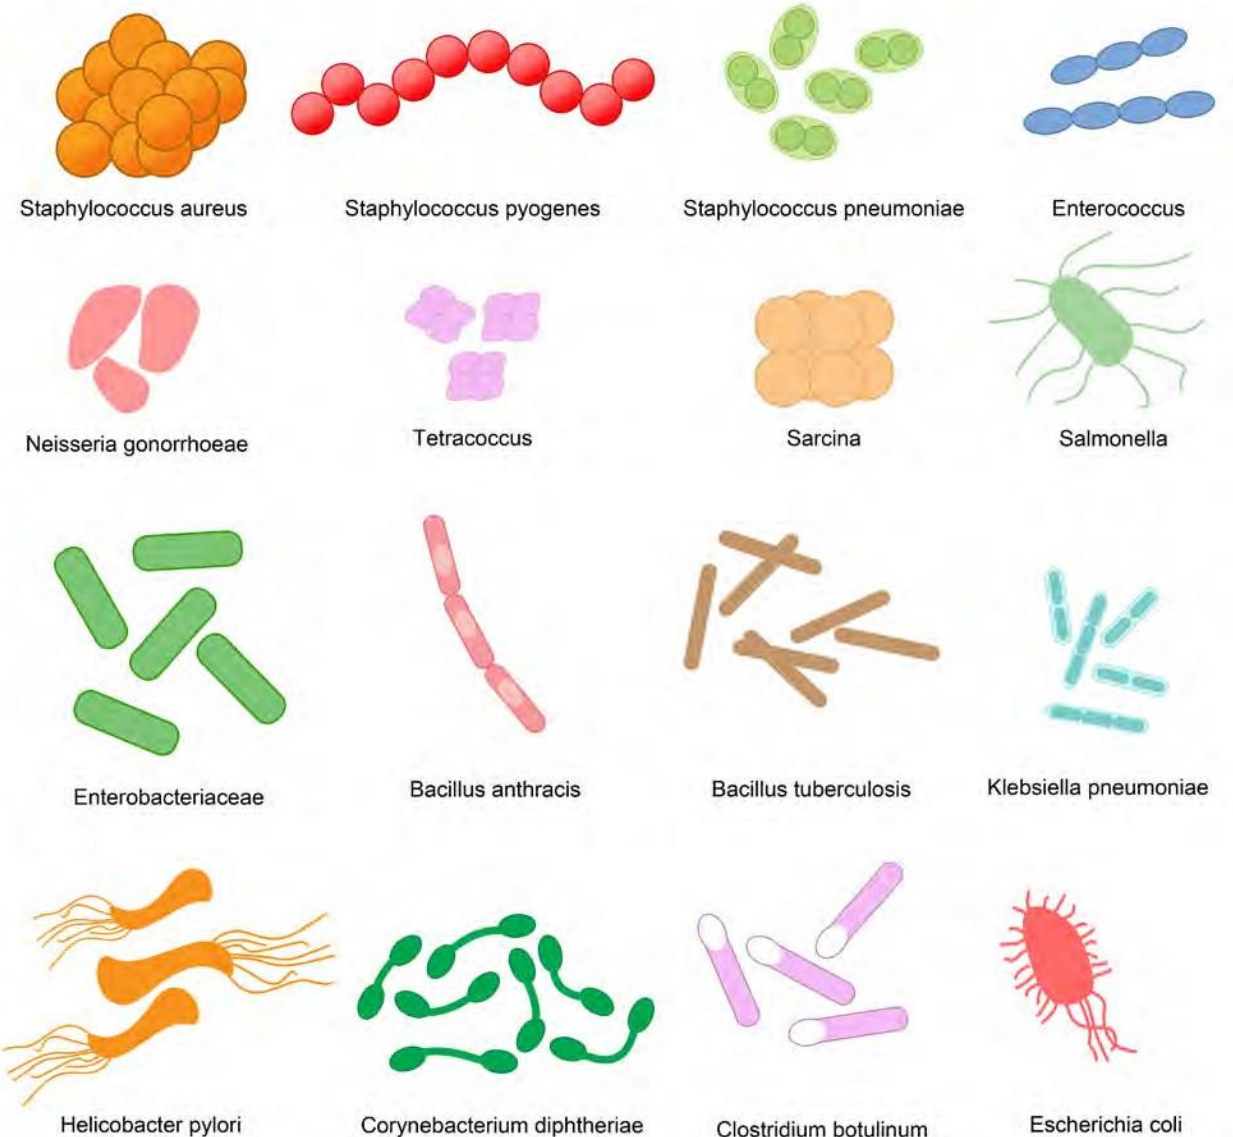 Staphylococcus aureus
Staphylococcus pyogenes
Staphylococcus pneumoniae
Enterococcus
Neisseria gonorrhoeae
Tetracoccus
Sarcina
Salmonella
Enterobacteriaceae
Bacillus anthracis
Bacillus tuberculosis
Klebsiella pneumoniae
Helicobacter pylori
Corynebacterium diphtheriae
Clostridium botulinum
Escherichia coli